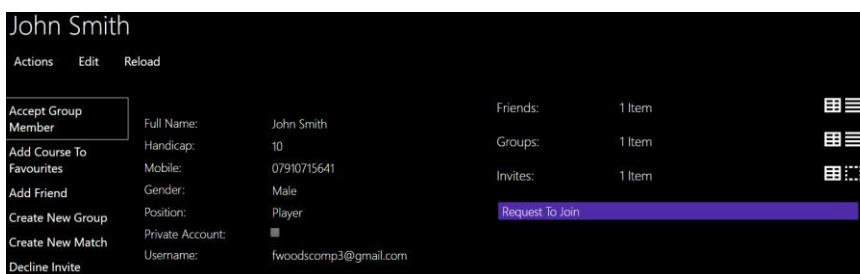 John Smith
Actions Edit Reload
Accept Group
Member
Add Course To
Favourites
Add Friend
Create New Group
Create New Match
Decline Invite
Full Name: John Smith
Handicap: 10
Mobile: 07910715641
Gender: Male
Position: Player
Private Account:
Username: fwoodscomp3@gmail.com
Friends: 1 Item
Groups: 1 Item
Invites: 1 Item
Request To Join